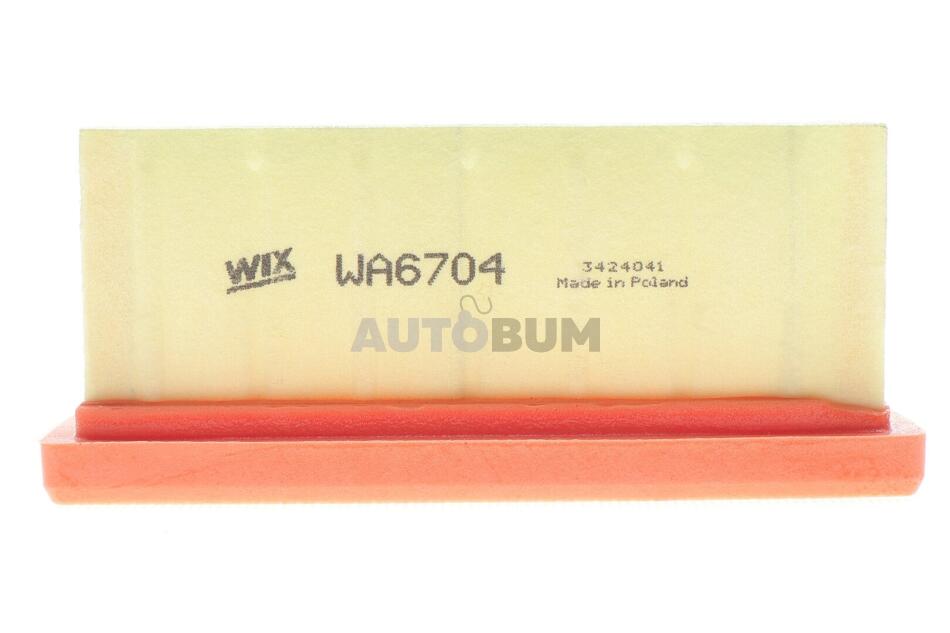 WIX WA6704 3424041
Made in Poland
AUTOBUM